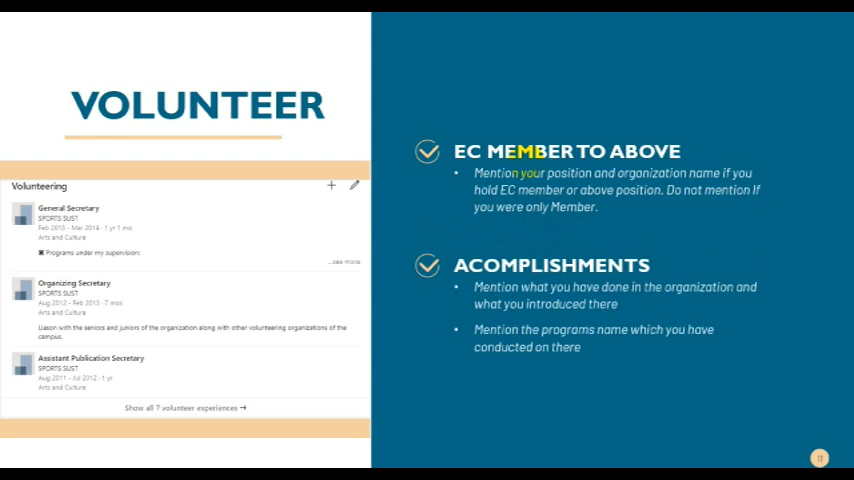 VOLUNTEER
Volunteering
General Secretary
SPORTS SUST
Feb 2013 – Mar 2014 · 1 yr 1 mo
Arts and Culture
Programs under my supervision:
...see more
Organizing Secretary
SPORTS SUST
Aug 2012 – Feb 2013 · 7 mos
Arts and Culture
Liason with the seniors and juniors of the organization along with other volunteering organizations of the
campus.
Assistant Publication Secretary
SPORTS SUST
Aug 2011 – Jul 2012 · 1 yr
Arts and Culture
Show all 7 volunteer experiences →
EC MEMBER TO ABOVE
• Mention your position and organization name if you
hold EC member or above position. Do not mention If
you were only Member.
ACOMPLISHMENTS
• Mention what you have done in the organization and
what you introduced there
• Mention the programs name which you have
conducted on there